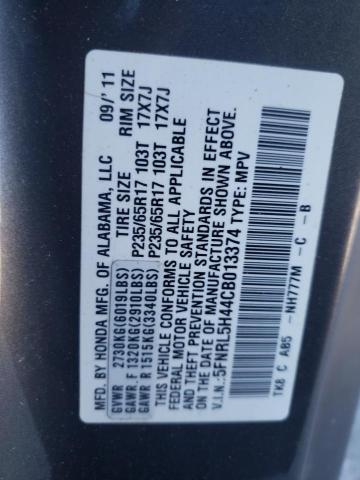 MFD. BY HONDA MFG. OF ALABAMA, LLC 09/'11
GVWR 2730KG(6019LBS) TIRE SIZE RIM SIZE
GAWR. F 1320KG(2910LBS) P235/65R17 103T 17X7J
GAWR R 1515KG(3340LBS) P235/65R17 103T 17X7J
THIS VEHICLE CONFORMS TO ALL APPLICABLE
FEDERAL MOTOR VEHICLE SAFETY
AND THEFT PREVENTION STANDARDS IN EFFECT
ON THE DATE OF MANUFACTURE SHOWN ABOVE.
V.I.N.:5FNRL5H44CB013374 TYPE: MPV
TK8 C A85 -NH777M -C -B